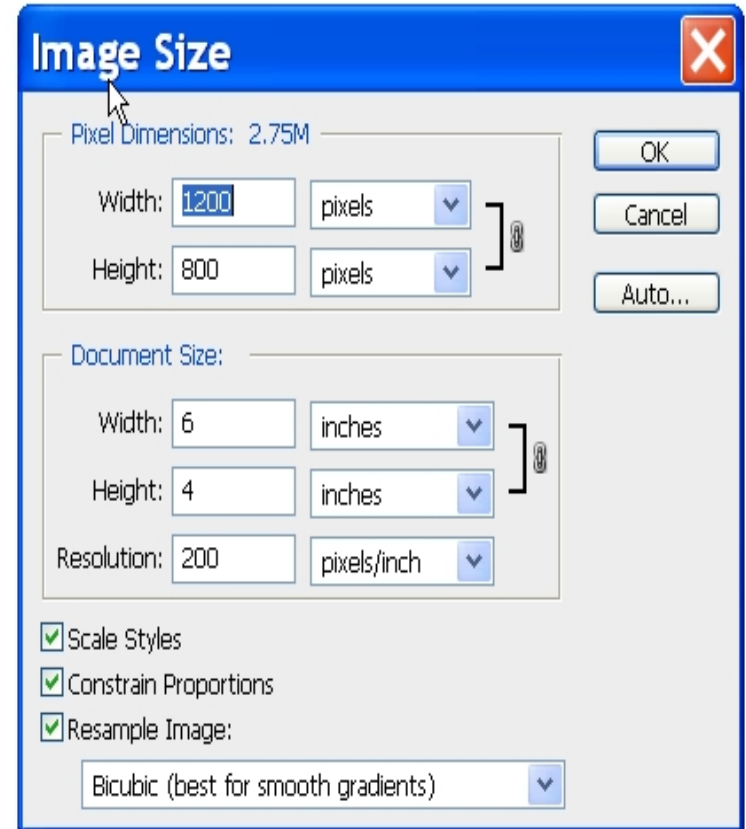 Image Size
Pixel Dimensions: 2.75M
Width: 1200 pixels
Height: 800 pixels
OK
Cancel
Auto...
Document Size:
Width: 6 inches
Height: 4 inches
Resolution: 200 pixels/inch
Scale Styles
Constrain Proportions
Resample Image:
Bicubic (best for smooth gradients)